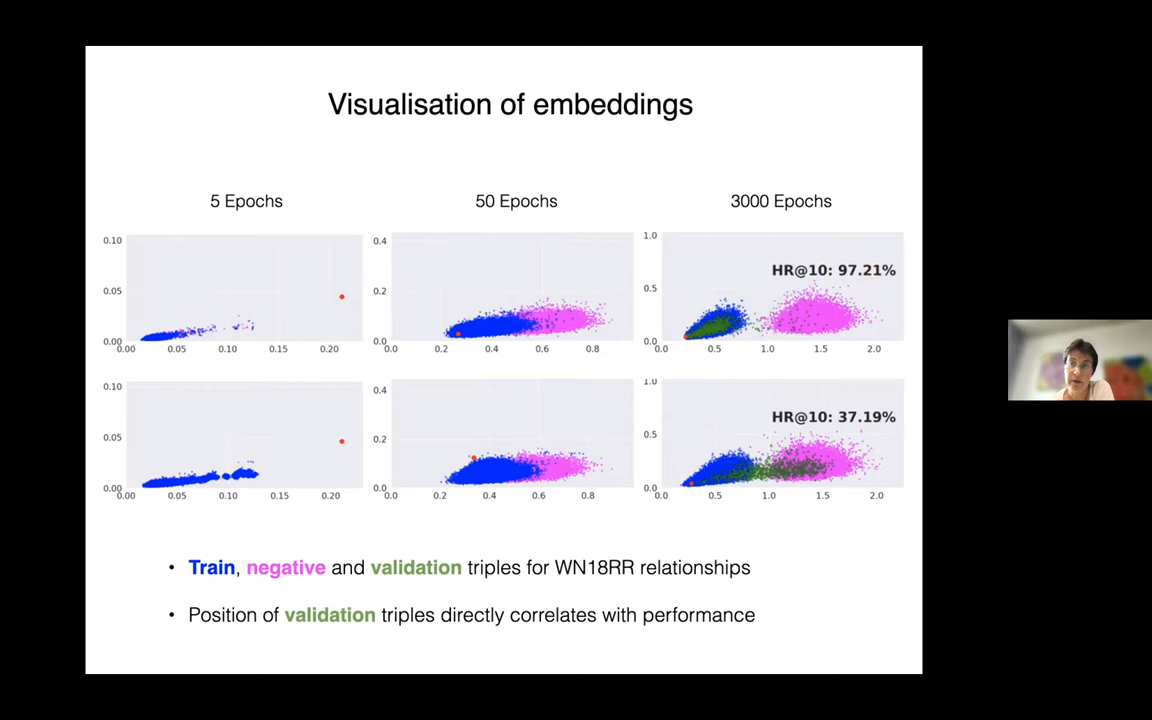 Visualisation of embeddings
5 Epochs 50 Epochs 3000 Epochs
0.10
0.05
0.00
0.00 0.05 0.10 0.15 0.20
0.4
0.2
0.0
0.0 0.2 0.4 0.6 0.8
1.0
0.5
0.0
0.0 0.5 1.0 1.5 2.0
HR@10: 97.21%
0.10
0.05
0.00
0.00 0.05 0.10 0.15 0.20
0.4
0.2
0.0
0.0 0.2 0.4 0.6 0.8
1.0
0.5
0.0
0.0 0.5 1.0 1.5 2.0
HR@10: 37.19%
• Train, negative and validation triples for WN18RR relationships
• Position of validation triples directly correlates with performance